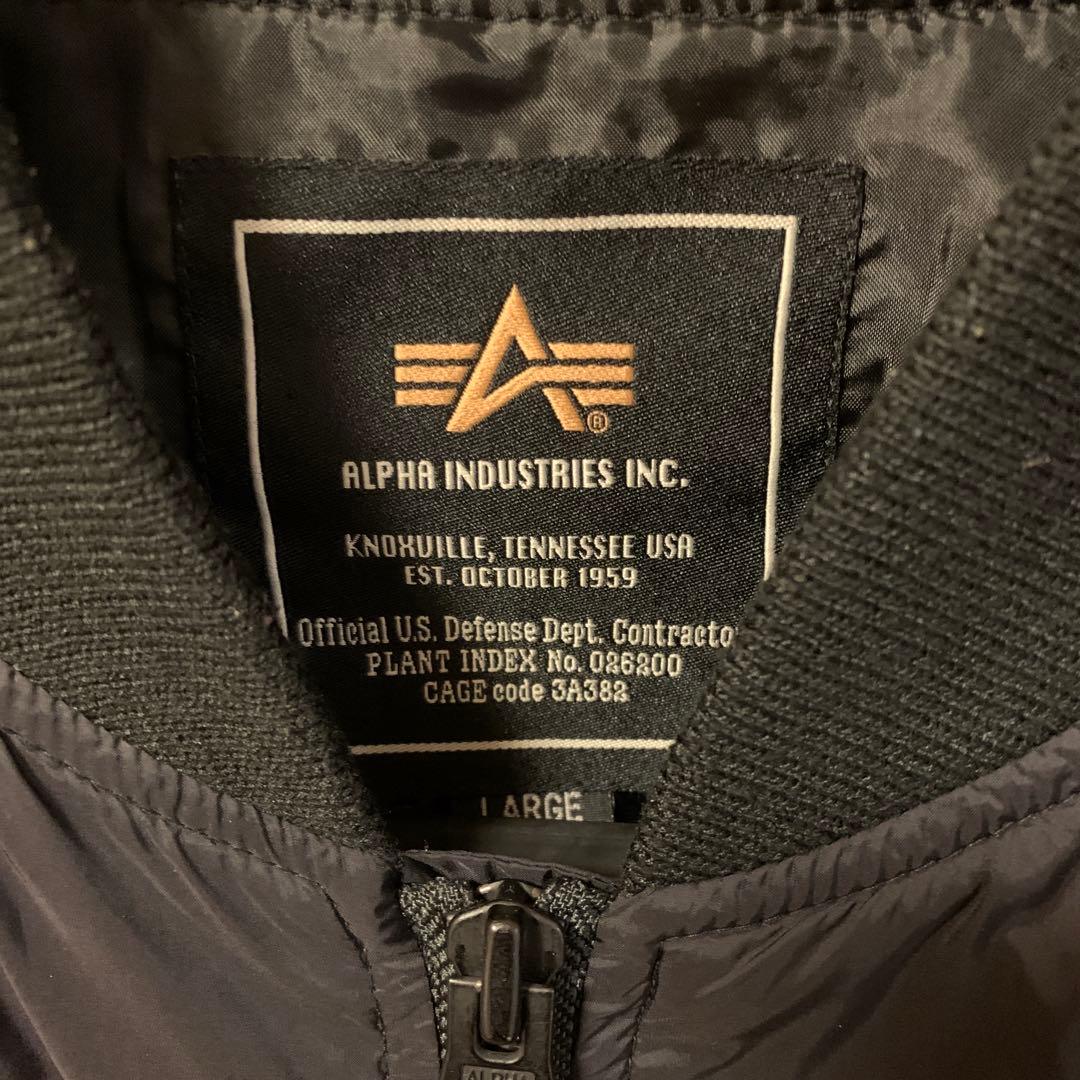 ALPHA INDUSTRIES INC.
KNOXVILLE, TENNESSEE USA
EST. OCTOBER 1959
Official U.S. Defense Dept. Contracto
PLANT INDEX No. 026200
CAGE code 3A382
LARGE
ALPHA